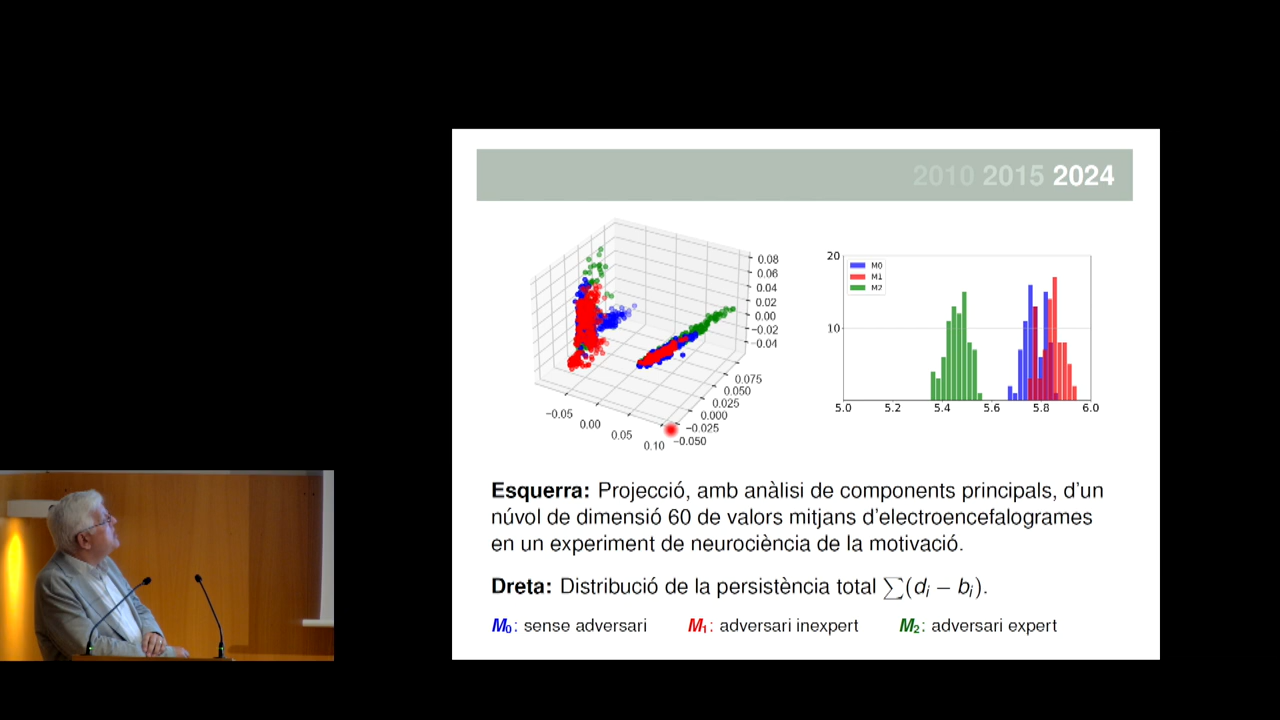 2010 2015 2024
0.08
0.06
0.04
0.02
0.00
−0.02
−0.04
0.075
0.050
0.025
0.000
−0.025
−0.050
−0.05
0.00
0.05
0.10
20
10
M0
M1
M2
5.0 5.2 5.4 5.6 5.8 6.0
Esquerra: Projecció, amb anàlisi de components principals, d'un
núvol de dimensió 60 de valors mitjans d'electroencefalogrames
en un experiment de neurociència de la motivació.
Dreta: Distribució de la persistència total ∑(dᵢ − bᵢ).
M₀: sense adversari M₁: adversari inexpert M₂: adversari expert